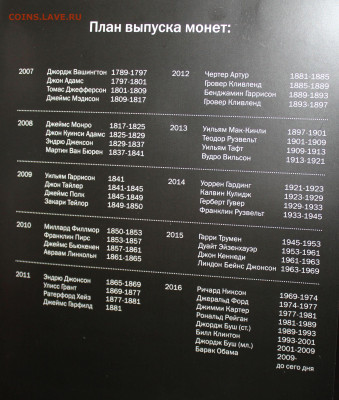 COINS.LAVE.RU
План выпуска монет:
2007 Джордж Вашингтон 1789-1797
Джон Адамс 1797-1801
Томас Джефферсон 1801-1809
Джеймс Мэдисон 1809-1817
2008 Джеймс Монро 1817-1825
Джон Куинси Адамс 1825-1829
Эндрю Джексон 1829-1837
Мартин Ван Бюрен 1837-1841
2009 Уильям Гаррисон 1841
Джон Тайлер 1841-1845
Джеймс Полк 1845-1849
Закари Тейлор 1849-1850
2010 Миллард Филлмор 1850-1853
Франклин Пирс 1853-1857
Джеймс Бьюкенен 1857-1861
Авраам Линкольн 1861-1865
2011 Эндрю Джонсон 1865-1869
Улисс Грант 1869-1877
Ратерфорд Хейз 1877-1881
Джеймс Гарфилд 1881
2012 Честер Артур 1881-1885
Гровер Кливленд 1885-1889
Бенджамин Гаррисон 1889-1893
Гровер Кливленд 1893-1897
2013 Уильям Мак-Кинли 1897-1901
Теодор Рузвельт 1901-1909
Уильям Тафт 1909-1913
Вудро Вильсон 1913-1921
2014 Уоррен Гардинг 1921-1923
Калвин Кулидж 1923-1929
Герберт Гувер 1929-1933
Франклин Рузвельт 1933-1945
2015 Гарри Трумен 1945-1953
Дуайт Эйзенхауэр 1953-1961
Джон Кеннеди 1961-1963
Линдон Бейнс Джонсон 1963-1969
2016 Ричард Никсон 1969-1974
Джеральд Форд 1974-1977
Джимми Картер 1977-1981
Рональд Рейган 1981-1989
Джордж Буш (ст.) 1989-1993
Билл Клинтон 1993-2001
Джордж Буш (мл.) 2001-2009
Барак Обама 2009-
до сего дня